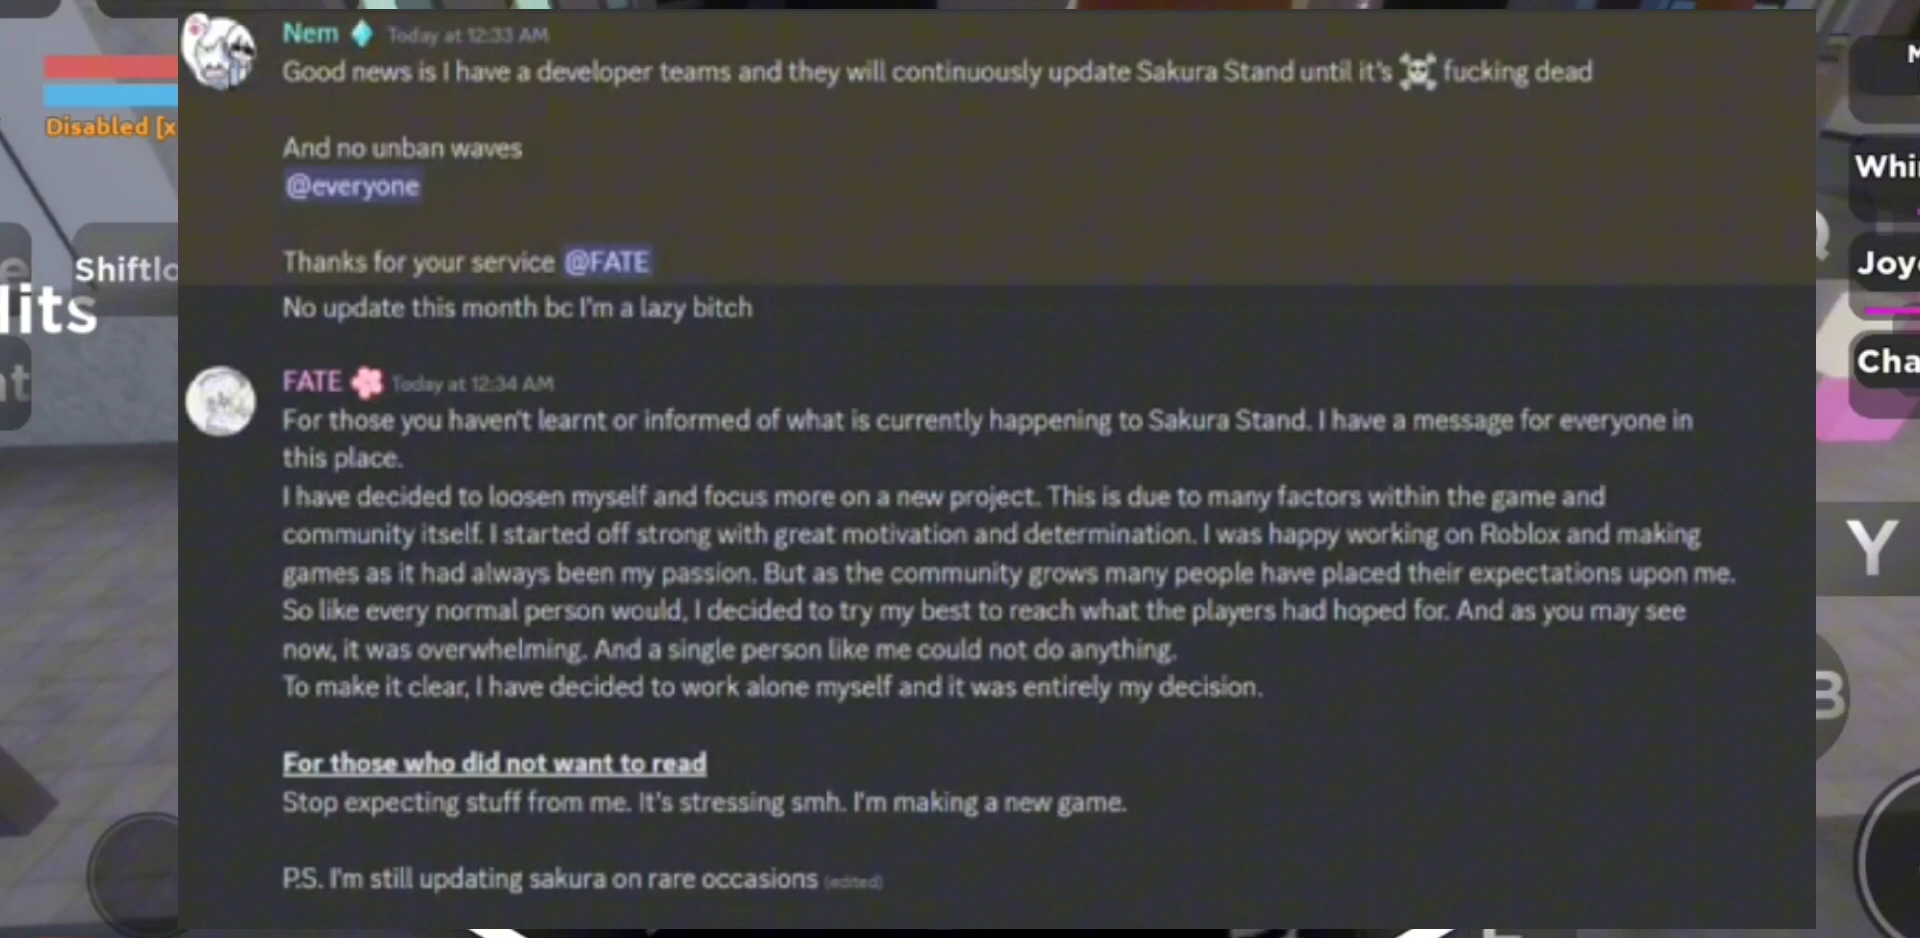 Nem Today at 12:33 AM
Good news is I have a developer teams and they will continuously update Sakura Stand until it's ☠ fucking dead
And no unban waves
@everyone
Thanks for your service @FATE
No update this month bc I'm a lazy bitch
FATE Today at 12:34 AM
For those you haven't learnt or informed of what is currently happening to Sakura Stand. I have a message for everyone in
this place.
I have decided to loosen myself and focus more on a new project. This is due to many factors within the game and
community itself. I started off strong with great motivation and determination. I was happy working on Roblox and making
games as it had always been my passion. But as the community grows many people have placed their expectations upon me.
So like every normal person would, I decided to try my best to reach what the players had hoped for. And as you may see
now, it was overwhelming. And a single person like me could not do anything.
To make it clear, I have decided to work alone myself and it was entirely my decision.
For those who did not want to read
Stop expecting stuff from me. It's stressing smh. I'm making a new game.
P.S. I'm still updating sakura on rare occasions (edited)
Disabled [x
Shiftlo
Y
B